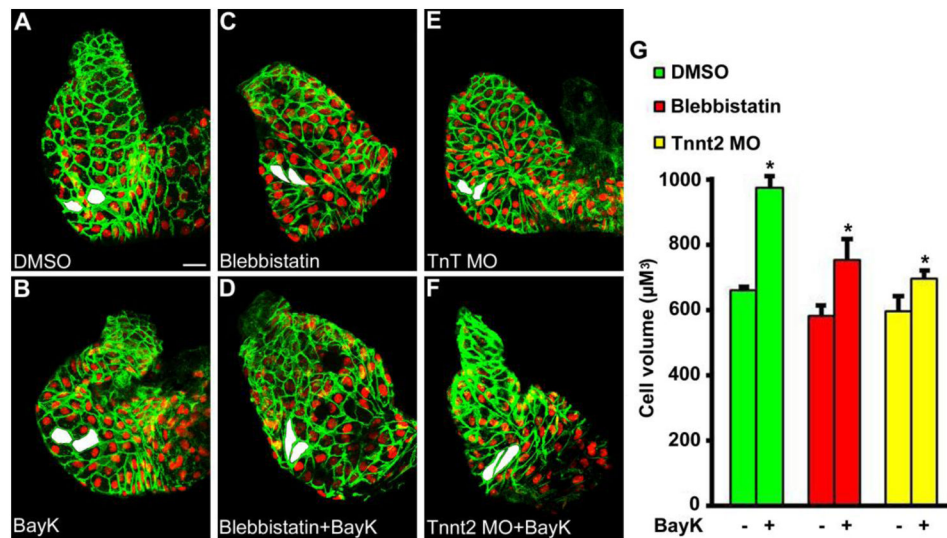 A
DMSO
B
BayK
C
Blebbistatin
D
Blebbistatin+BayK
E
TnT MO
F
Tnnt2 MO+BayK
G
DMSO
Blebbistatin
Tnnt2 MO
Cell volume (µM³)
1000
800
600
400
200
0
* * *
BayK - + - + - +